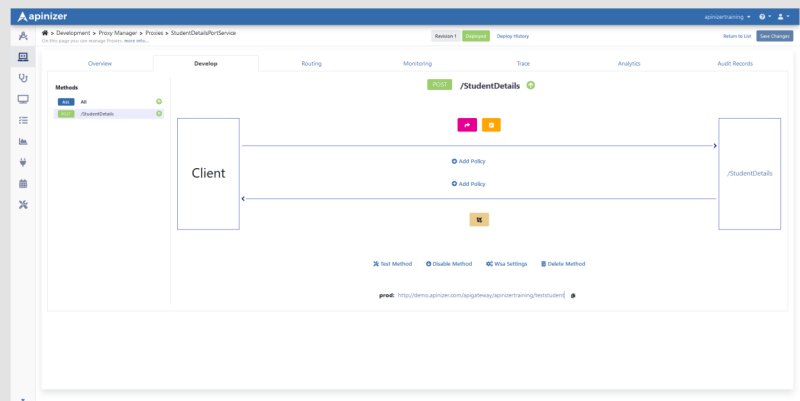 apinizer
apinizertraining
> Development > Proxy Manager > Proxies > StudentDetailsPortService
On this page you can manage Proxies. more info...
Revision 1 Deployed Deploy History
Return to List Save Changes
Overview Develop Routing Monitoring Trace Analytics Audit Records
Methods
ALL All
POST /StudentDetails
POST /StudentDetails
Client
Add Policy
Add Policy
/StudentDetails
Test Method Disable Method Wsa Settings Delete Method
prod: http://demo.apinizer.com/apigateway/apinizertraining/teststudent